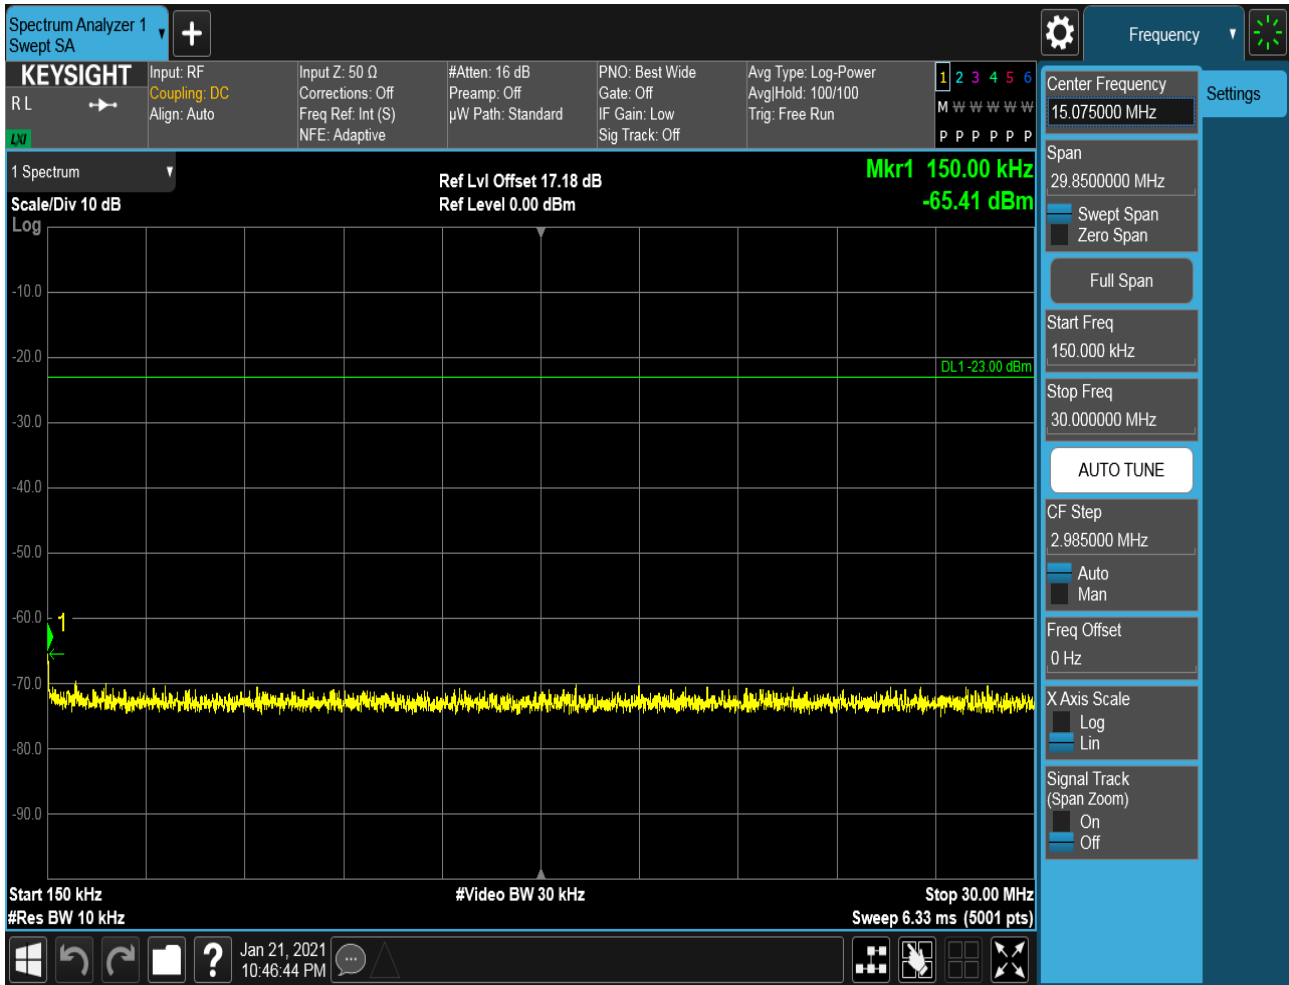 Spectrum Analyzer 1
Swept SA
+
Frequency
KEYSIGHT
R L
LXI
Input: RF
Coupling: DC
Align: Auto
Input Z: 50 Ω
Corrections: Off
Freq Ref: Int (S)
NFE: Adaptive
#Atten: 16 dB
Preamp: Off
µW Path: Standard
PNO: Best Wide
Gate: Off
IF Gain: Low
Sig Track: Off
Avg Type: Log-Power
Avg|Hold: 100/100
Trig: Free Run
1 2 3 4 5 6
M W W W W W
P P P P P P
1 Spectrum
Scale/Div 10 dB
Log
Ref Lvl Offset 17.18 dB
Ref Level 0.00 dBm
Mkr1 150.00 kHz
-65.41 dBm
-10.0
-20.0
DL1 -23.00 dBm
-30.0
-40.0
-50.0
-60.0
1
-70.0
-80.0
-90.0
Start 150 kHz
#Res BW 10 kHz
#Video BW 30 kHz
Stop 30.00 MHz
Sweep 6.33 ms (5001 pts)
Center Frequency
15.075000 MHz
Settings
Span
29.8500000 MHz
Swept Span
Zero Span
Full Span
Start Freq
150.000 kHz
Stop Freq
30.000000 MHz
AUTO TUNE
CF Step
2.985000 MHz
Auto
Man
Freq Offset
0 Hz
X Axis Scale
Log
Lin
Signal Track
(Span Zoom)
On
Off
?
Jan 21, 2021
10:46:44 PM